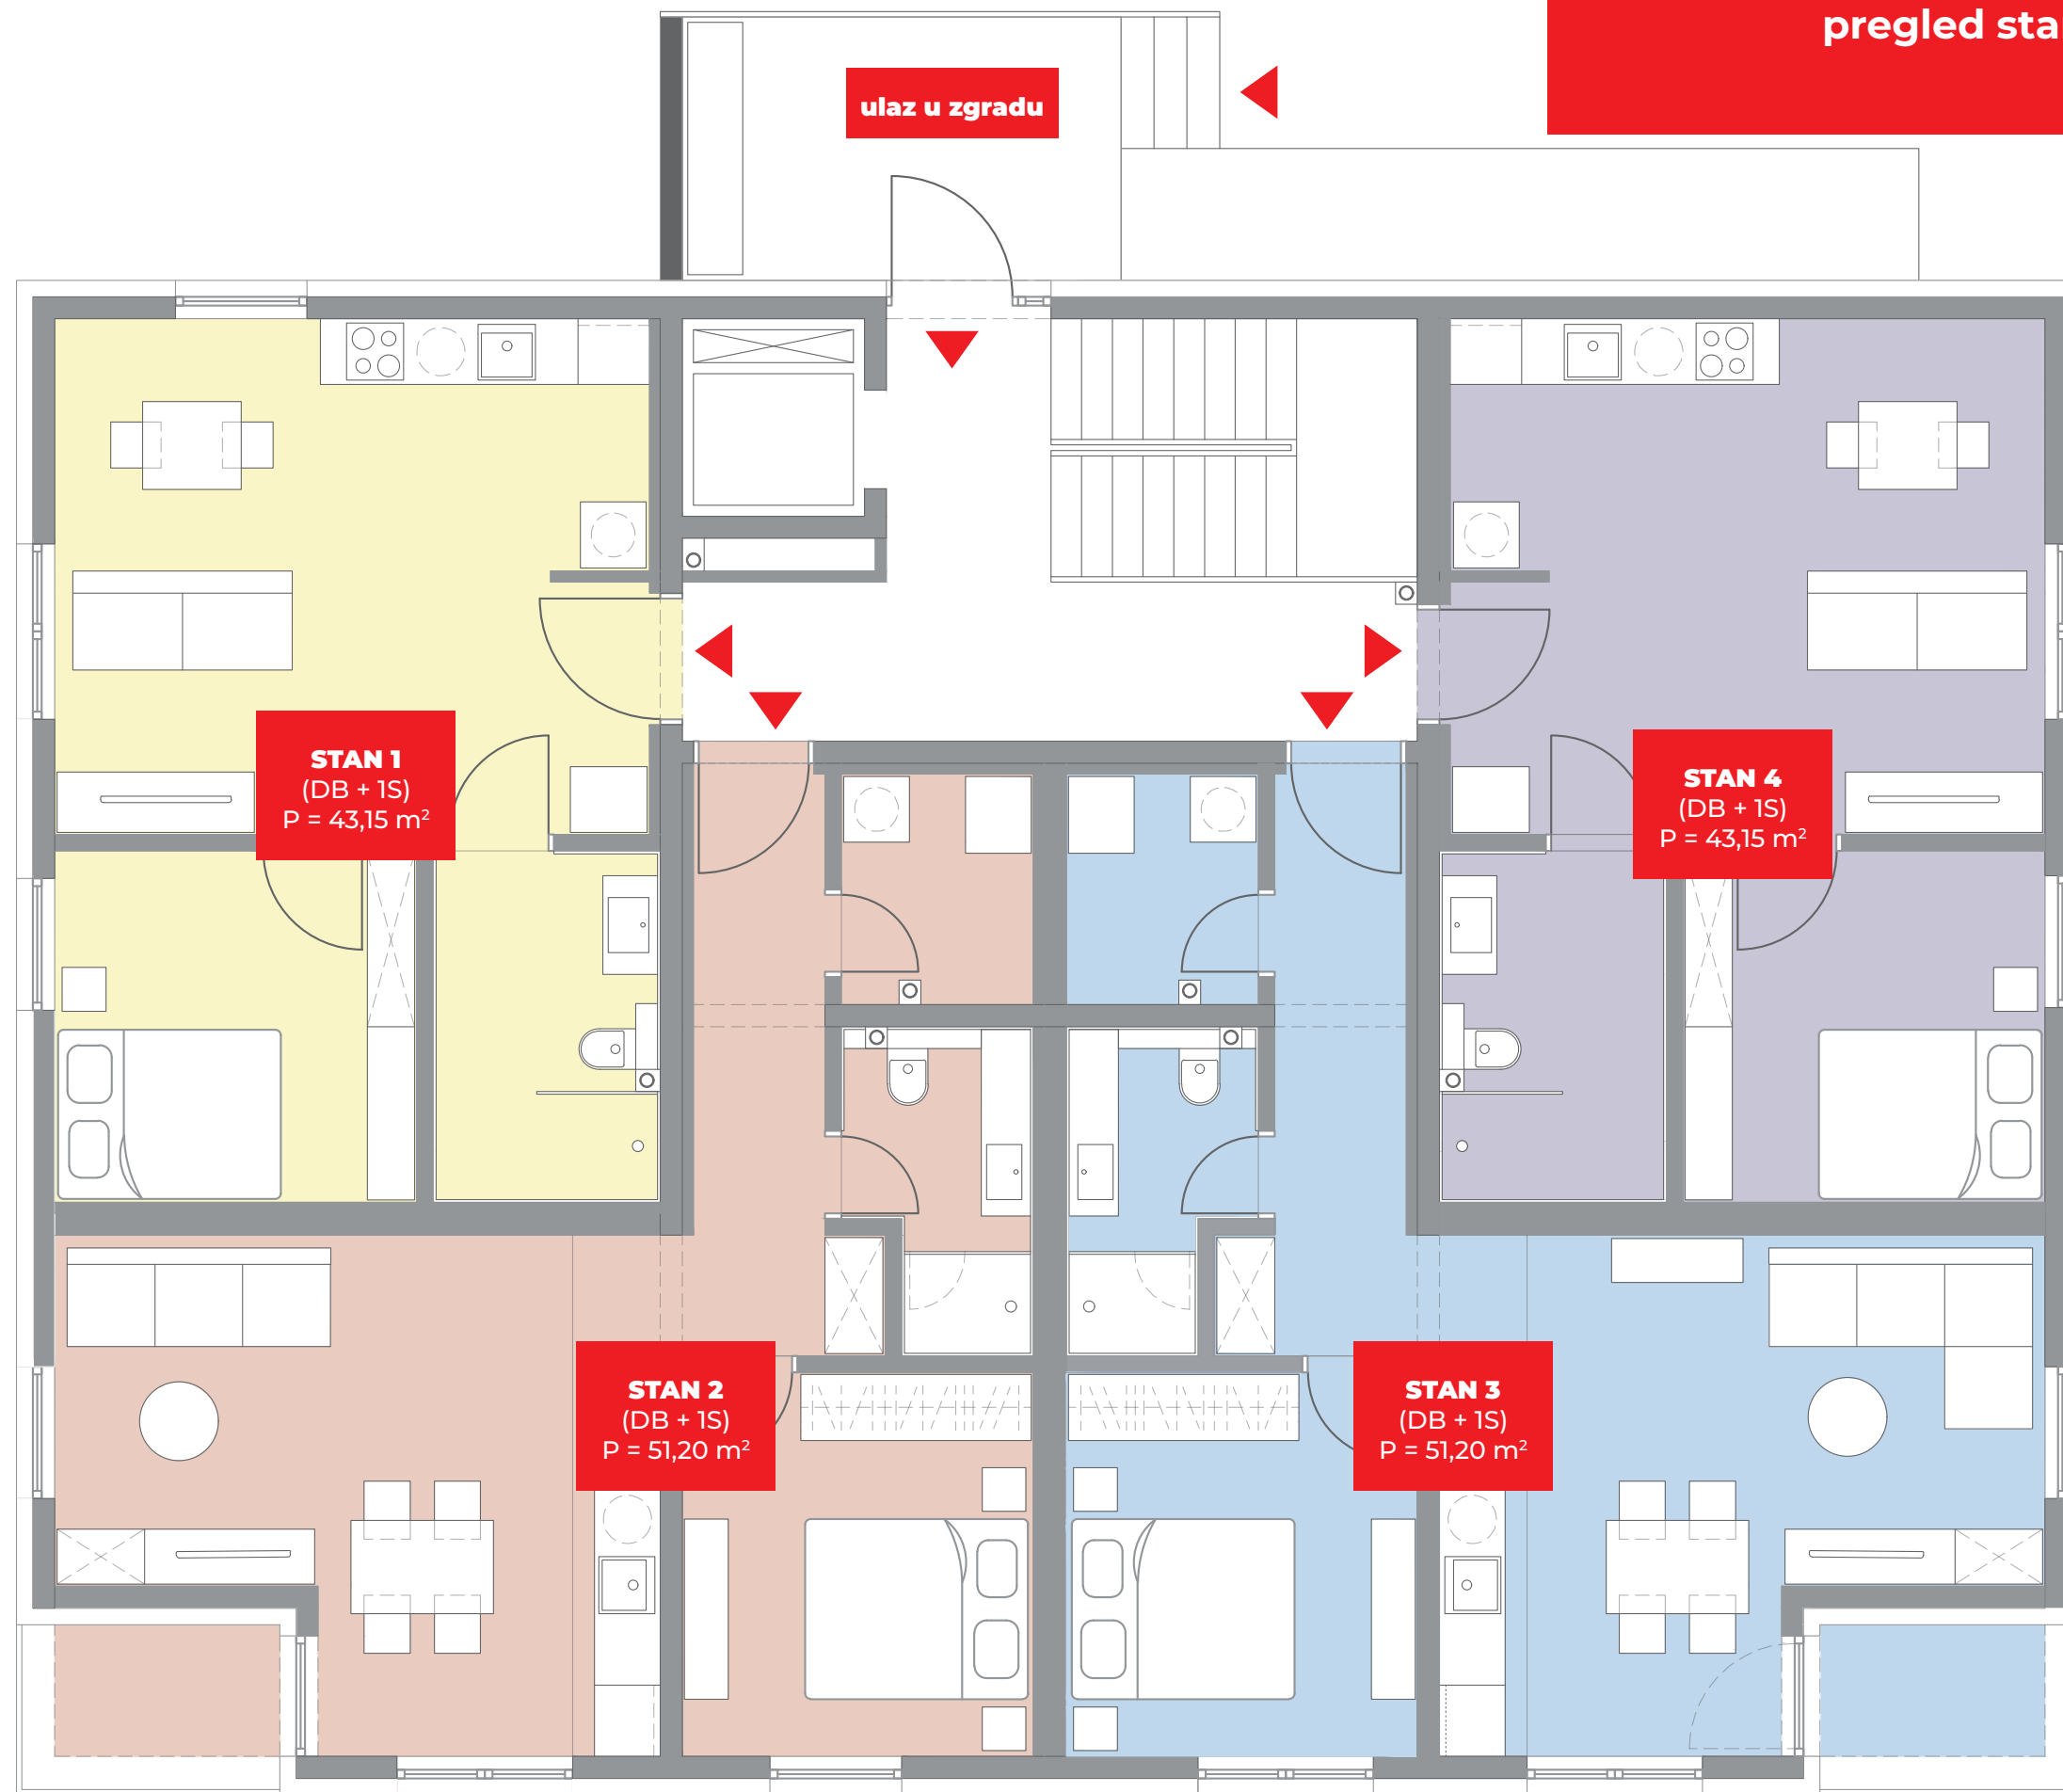 pregled sta
ulaz u zgradu
STAN 1
(DB + 1S)
P = 43,15 m²
STAN 4
(DB + 1S)
P = 43,15 m²
STAN 2
(DB + 1S)
P = 51,20 m²
STAN 3
(DB + 1S)
P = 51,20 m²